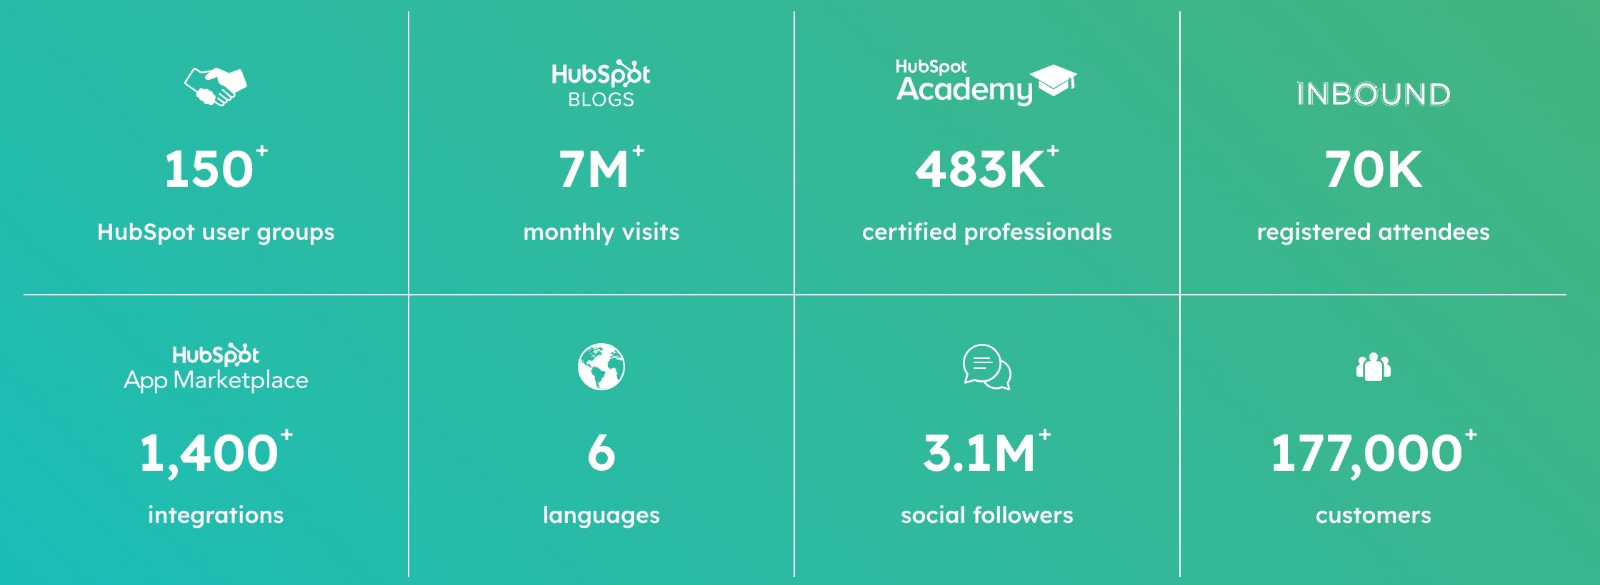 150+
HubSpot user groups
HubSpot
BLOGS
7M+
monthly visits
HubSpot
Academy
483K+
certified professionals
INBOUND
70K
registered attendees
HubSpot
App Marketplace
1,400+
integrations
6
languages
3.1M+
social followers
177,000+
customers